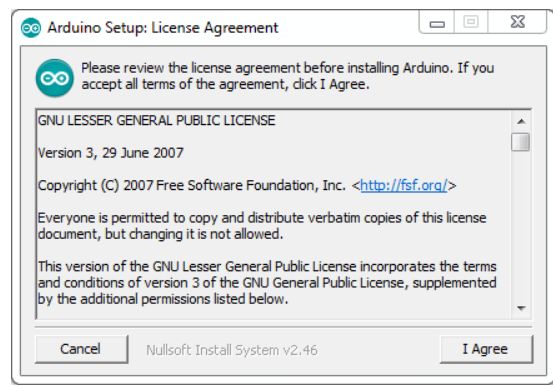 Arduino Setup: License Agreement
Please review the license agreement before installing Arduino. If you
accept all terms of the agreement, click I Agree.
GNU LESSER GENERAL PUBLIC LICENSE
Version 3, 29 June 2007
Copyright (C) 2007 Free Software Foundation, Inc. <http://fsf.org/>
Everyone is permitted to copy and distribute verbatim copies of this license
document, but changing it is not allowed.
This version of the GNU Lesser General Public License incorporates the terms
and conditions of version 3 of the GNU General Public License, supplemented
by the additional permissions listed below.
Cancel
Nullsoft Install System v2.46
I Agree